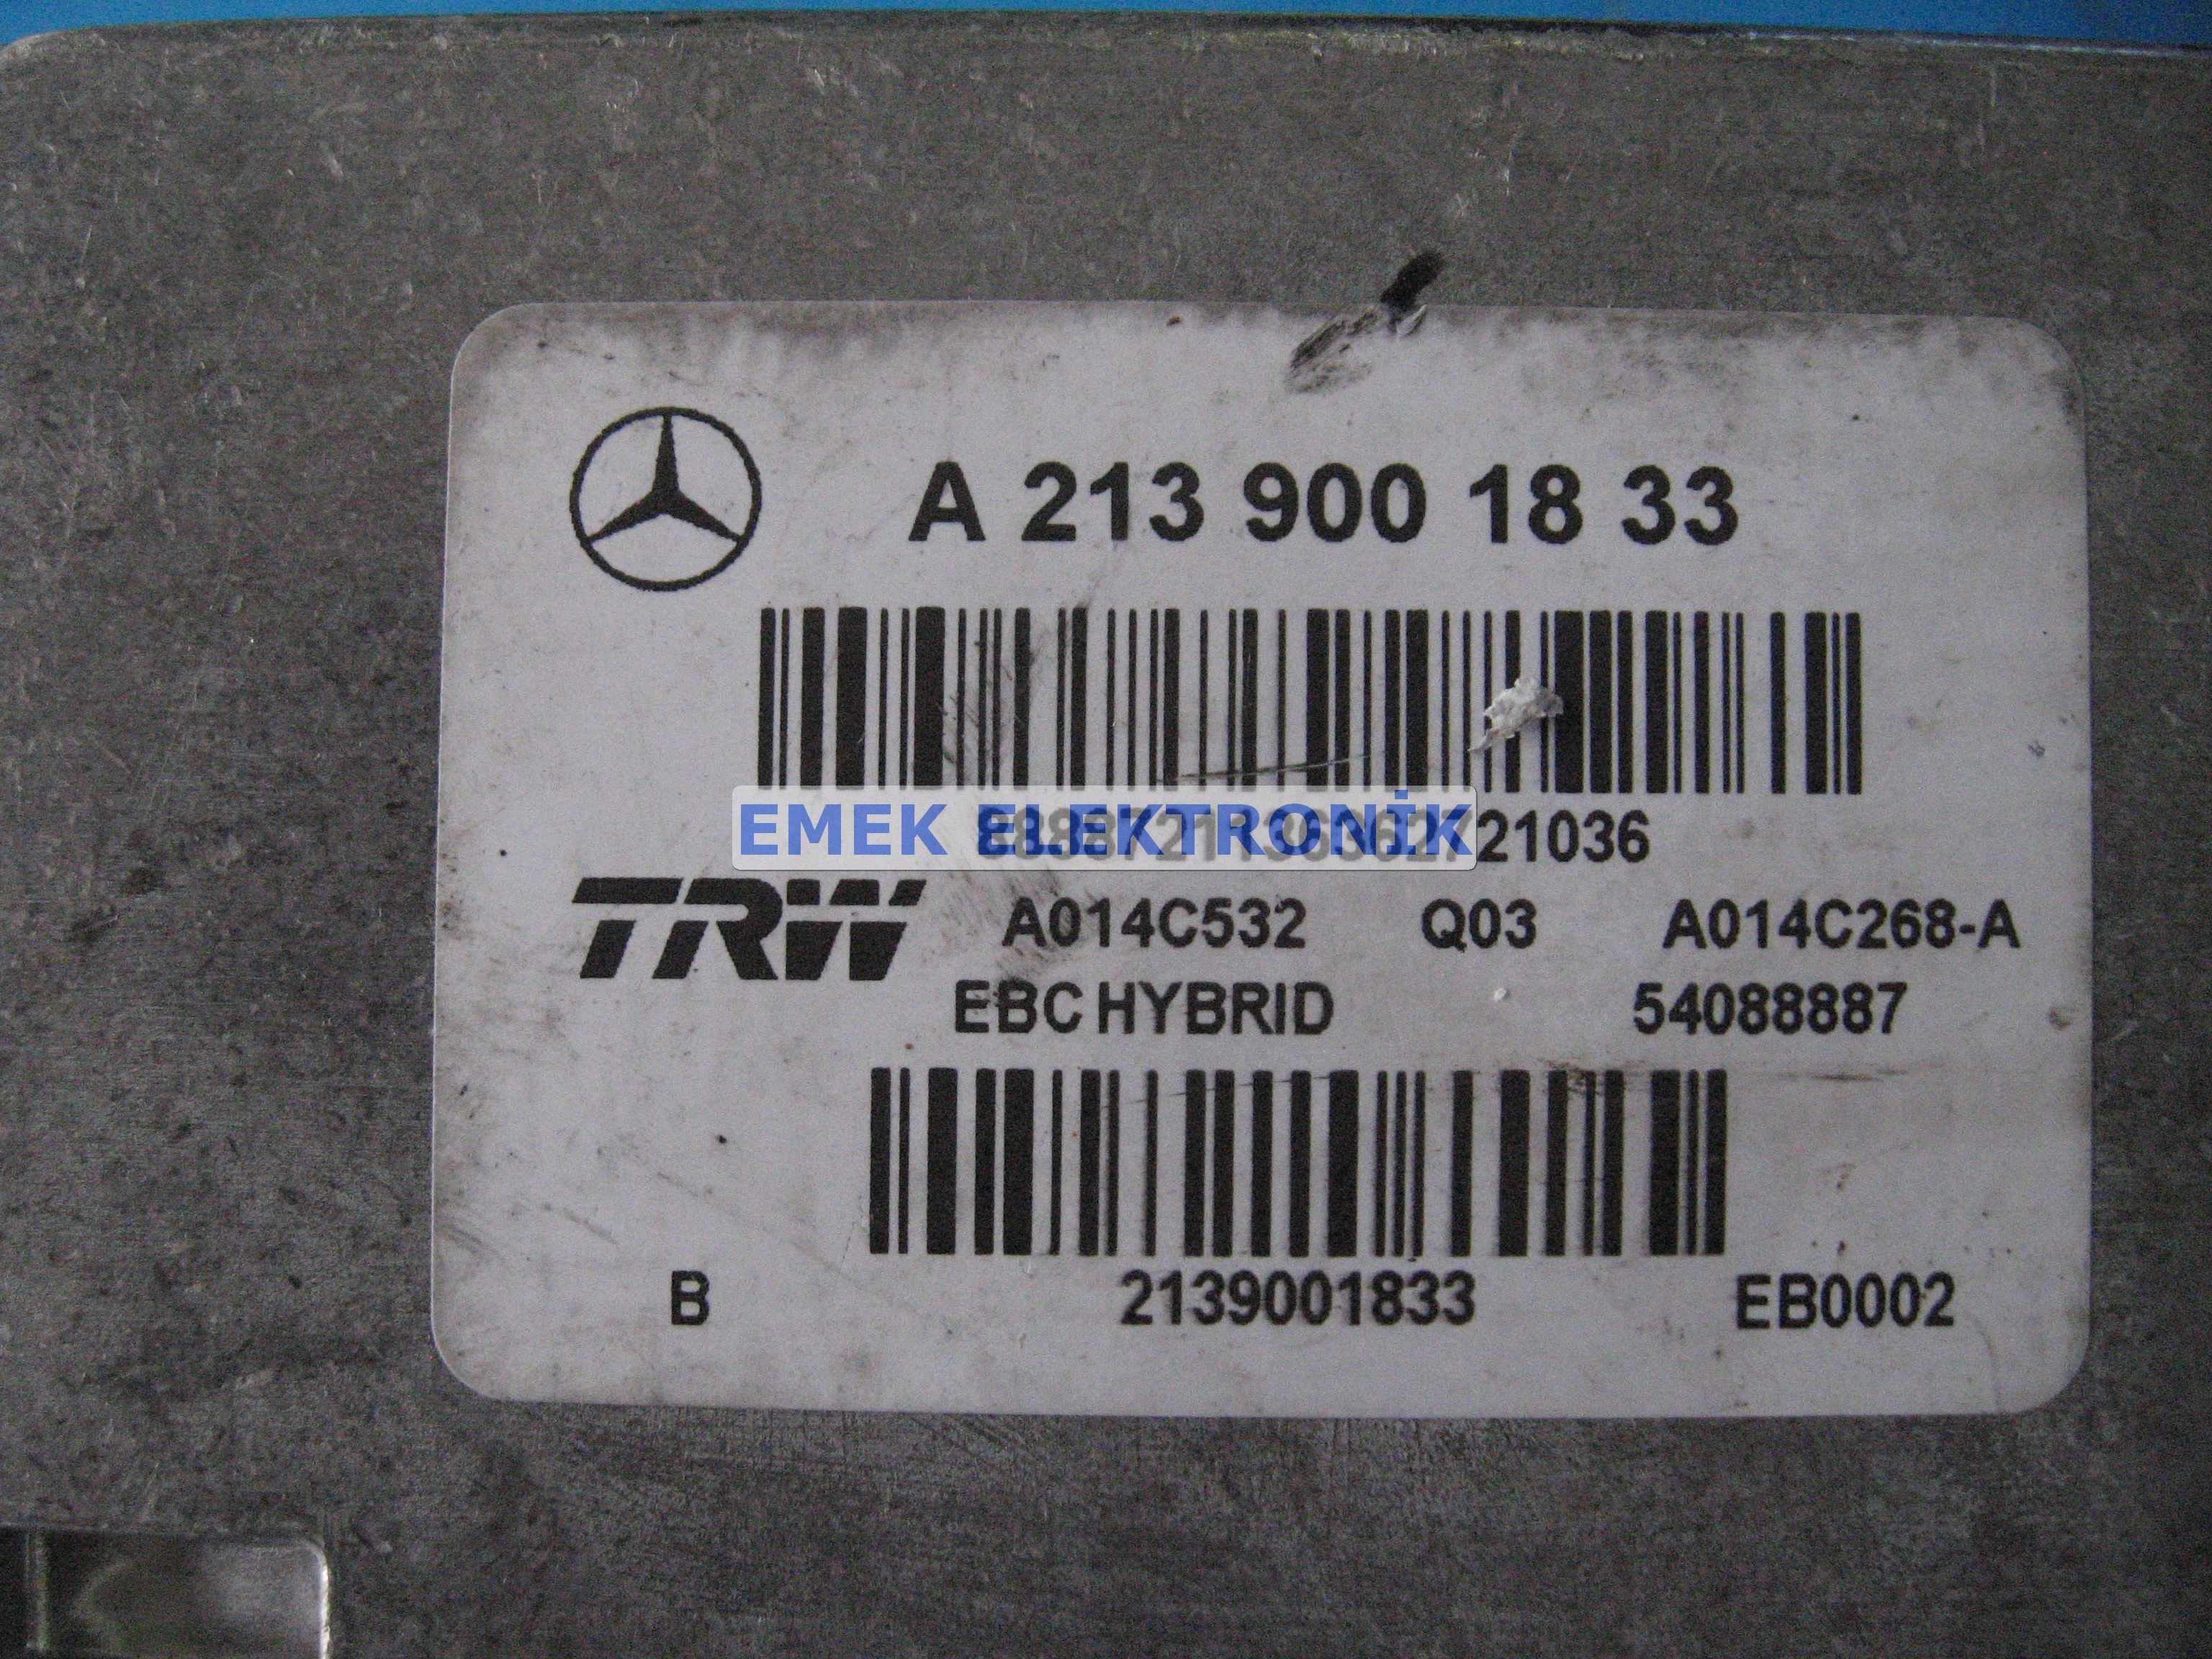 A 213 900 18 33
EMEK ELEKTRONİK
21036
TRW A014C532 Q03 A014C268-A
EBC HYBRID 54088887
B 2139001833 EB0002